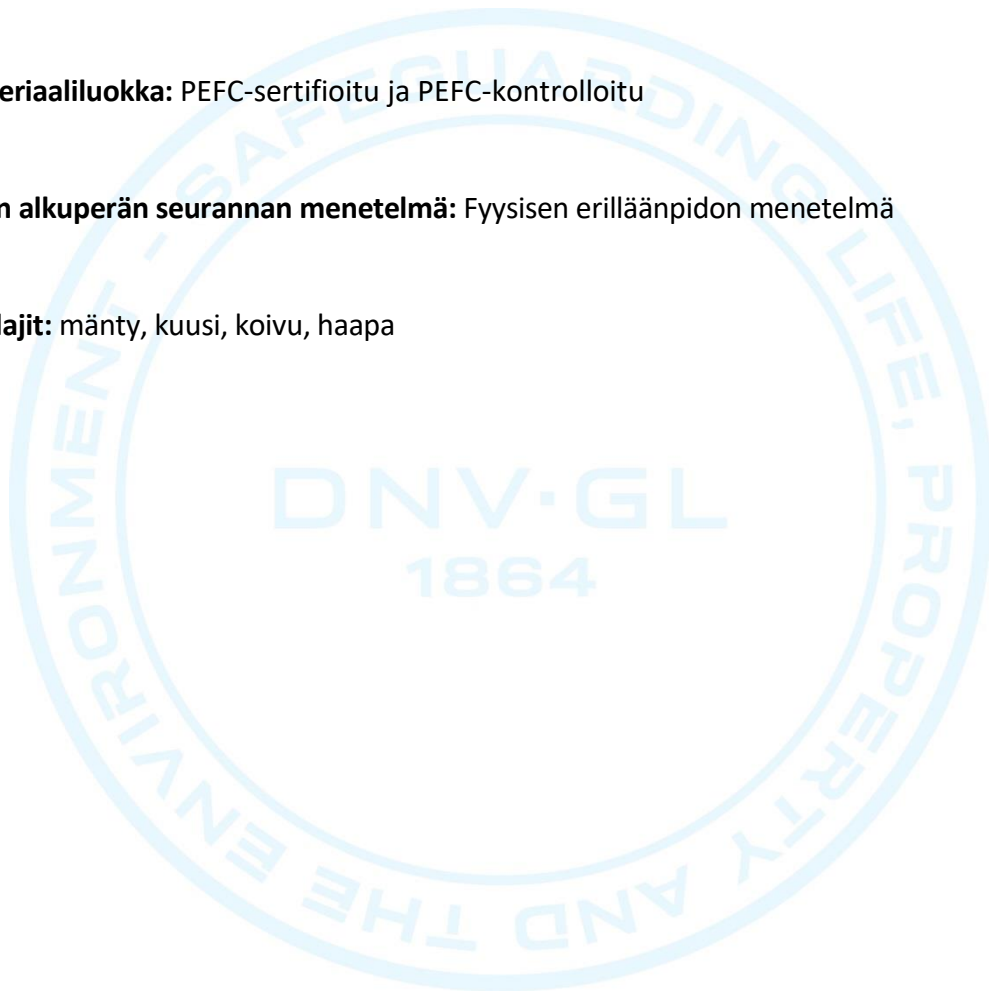 eriaaliluokka: PEFC-sertifioitu ja PEFC-kontrolloitu
n alkuperän seurannan menetelmä: Fyysisen erilläänpidon menetelmä
lajit: mänty, kuusi, koivu, haapa
SAFEGUARDING LIFE, PROPERTY AND THE ENVIRONMENT -
DNV·GL
1864